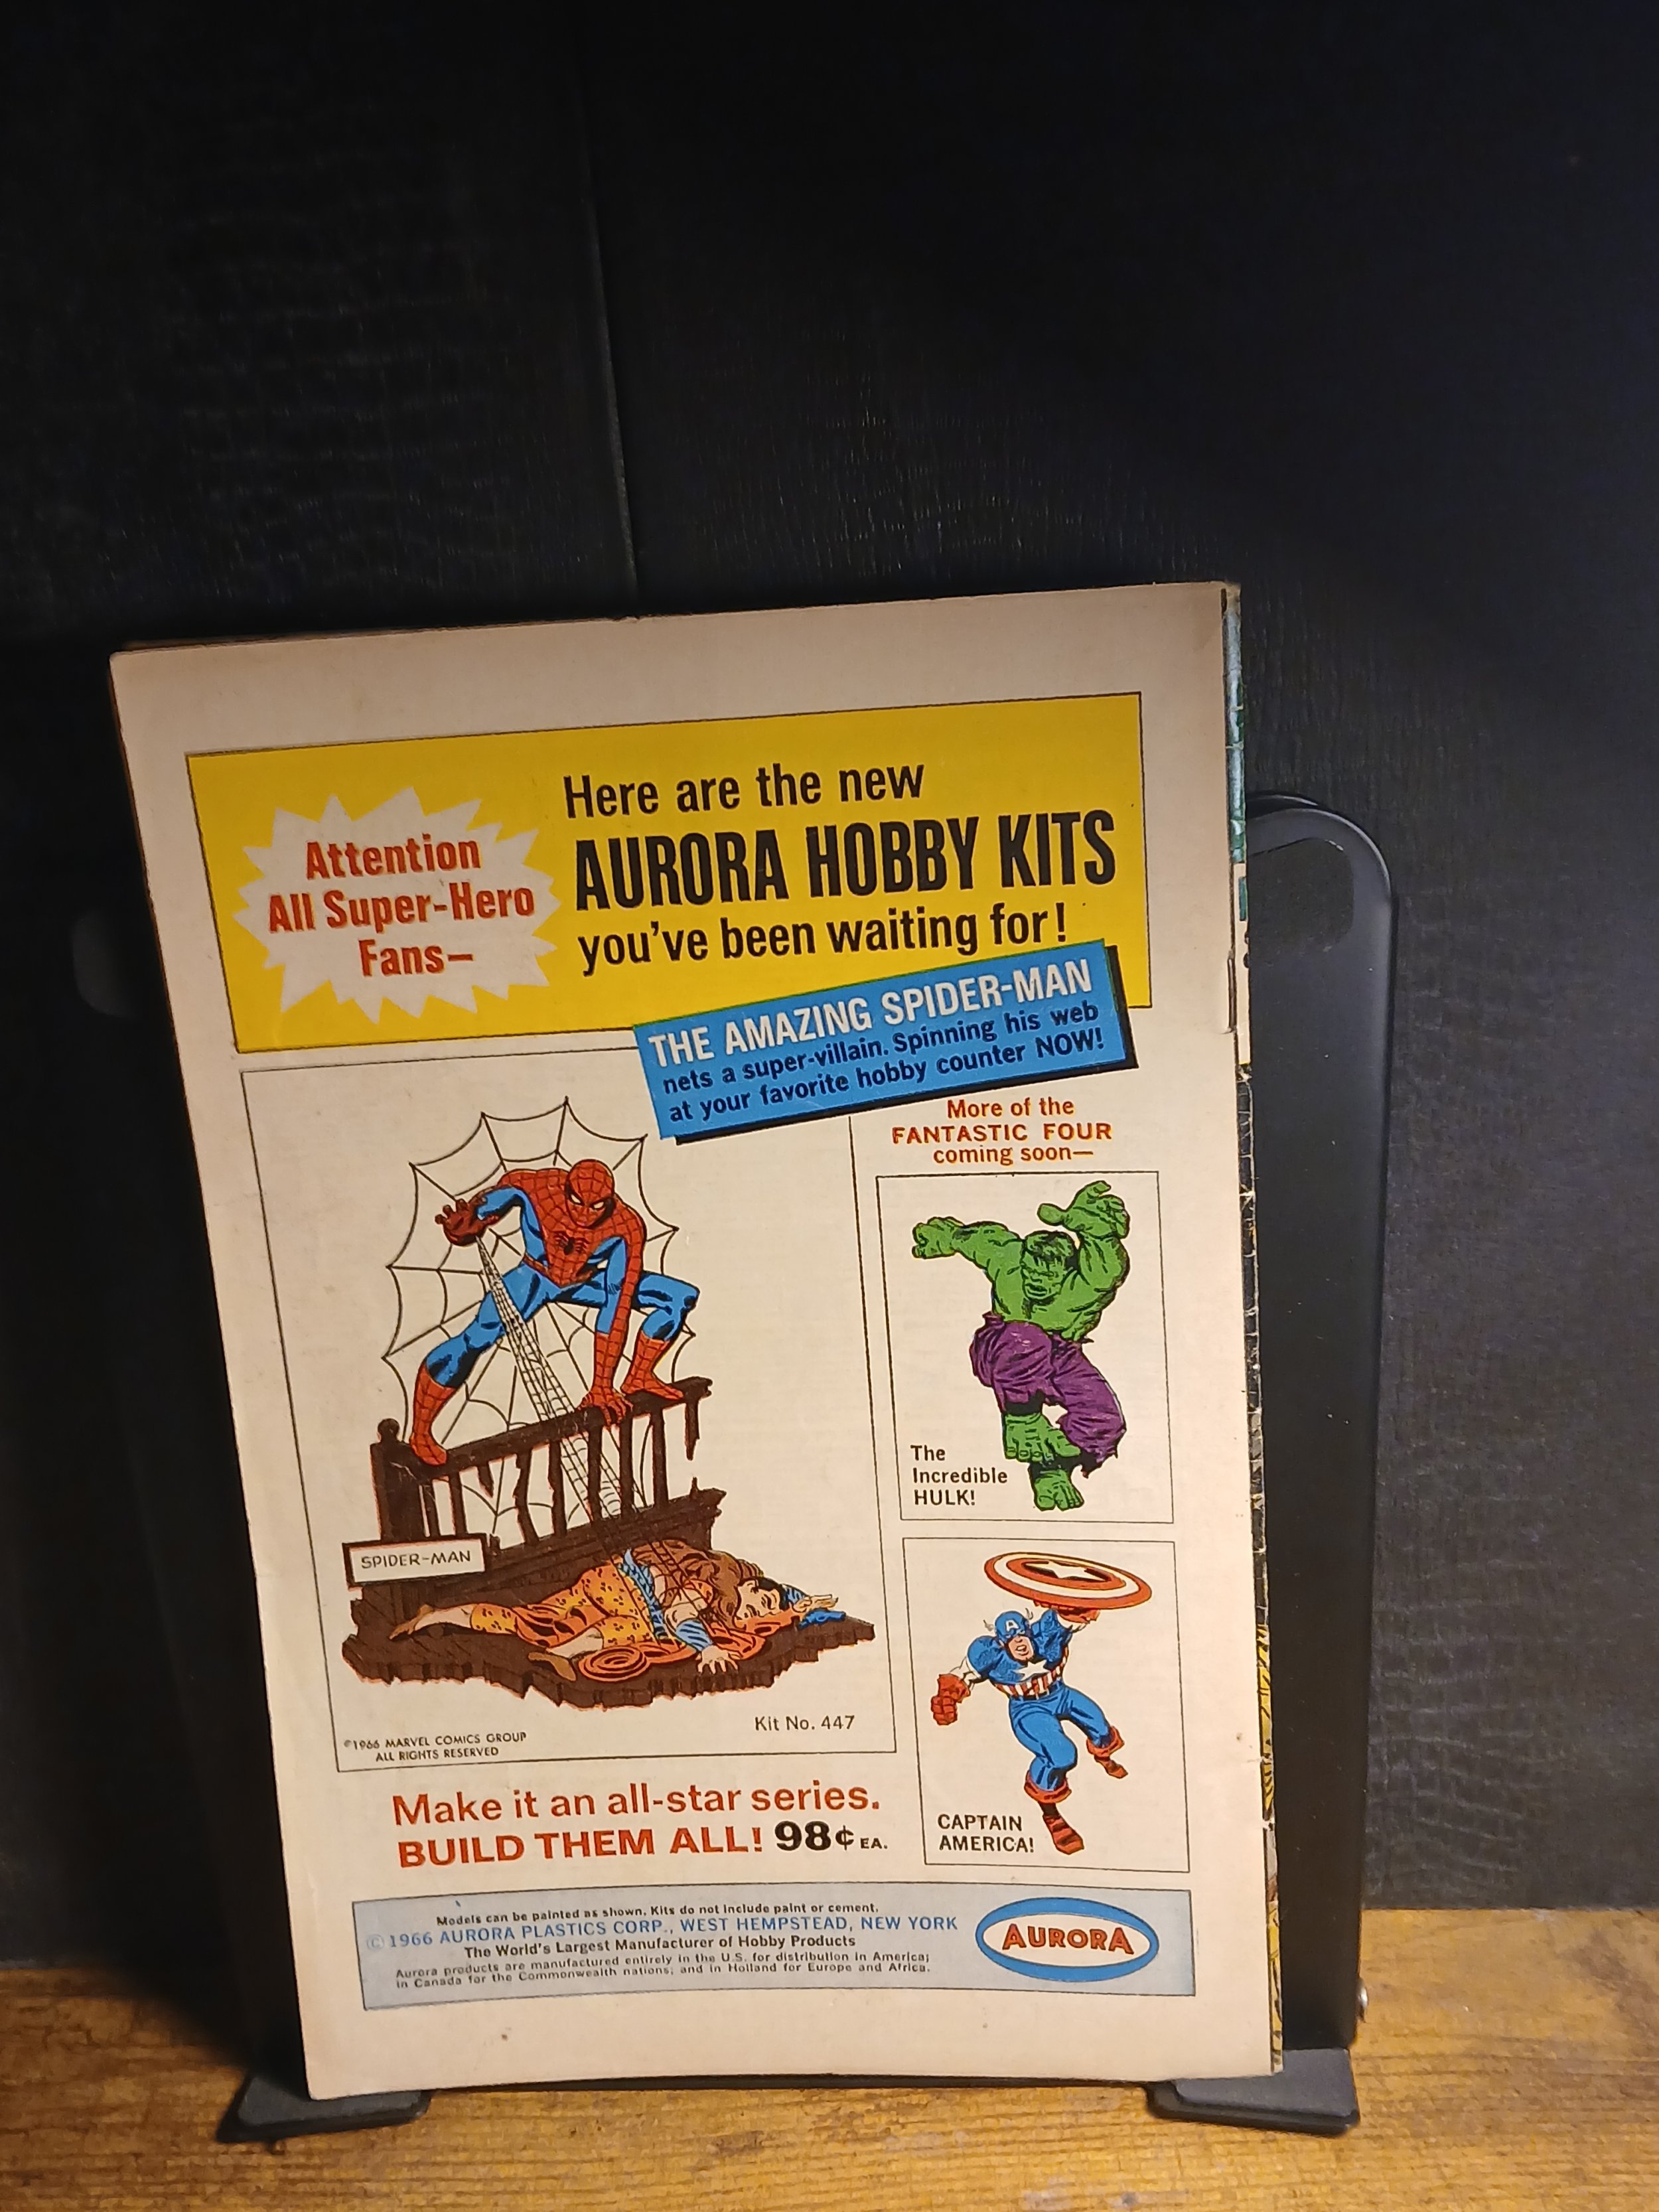 Attention
All Super-Hero
Fans—
Here are the new
AURORA HOBBY KITS
you've been waiting for!
THE AMAZING SPIDER-MAN
nets a super-villain. Spinning his web
at your favorite hobby counter NOW!
More of the
FANTASTIC FOUR
coming soon—
The
Incredible
HULK!
SPIDER-MAN
Kit No. 447
©1966 MARVEL COMICS GROUP
ALL RIGHTS RESERVED
A
CAPTAIN
AMERICA!
Make it an all-star series.
BUILD THEM ALL! 98¢ EA.
Models can be painted as shown. Kits do not include paint or cement.
© 1966 AURORA PLASTICS CORP., WEST HEMPSTEAD, NEW YORK
The World's Largest Manufacturer of Hobby Products
Aurora products are manufactured entirely in the U.S. for distribution in America;
in Canada for the Commonwealth nations; and in Holland for Europe and Africa.
AURORA